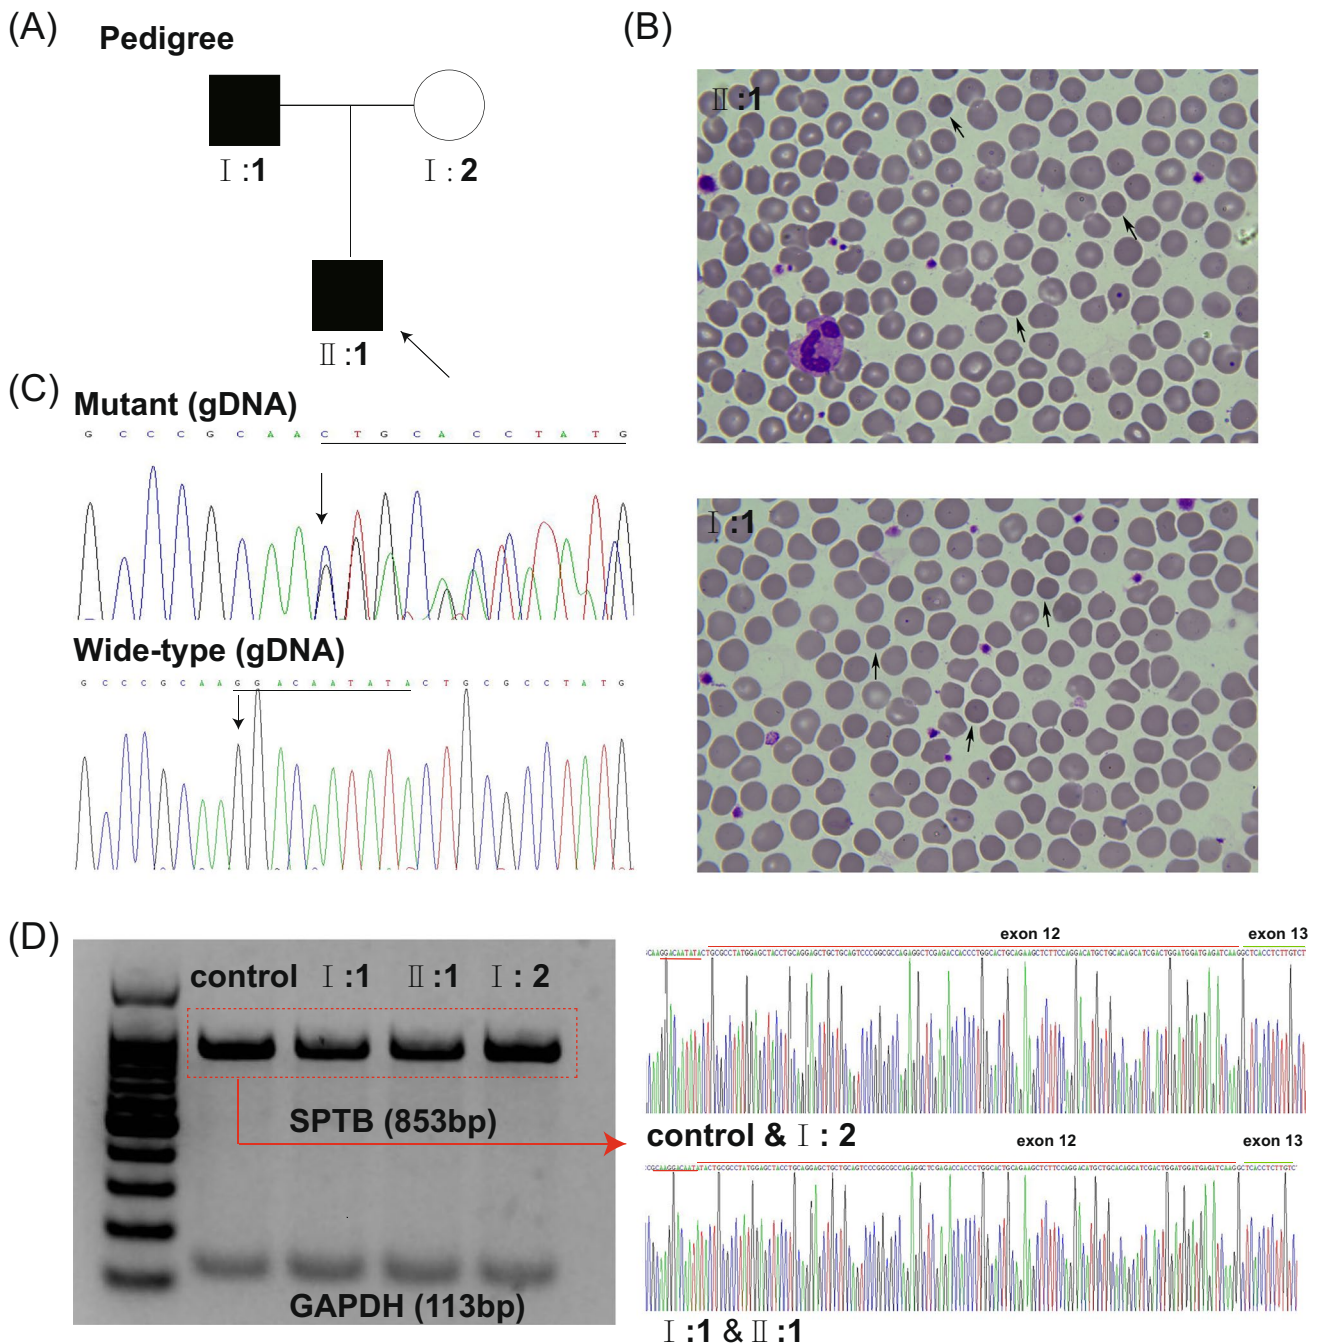 (A)
Pedigree
Ⅰ:1
Ⅰ:2
Ⅱ:1
(B)
Ⅱ:1
Ⅰ:1
(C)
Mutant (gDNA)
G C C C G C A A C T G C A C C T A T G
Wide-type (gDNA)
G C C C G C A A G G A C A A T A T A C T G C G C C T A T G
(D)
control Ⅰ:1 Ⅱ:1 Ⅰ:2
SPTB (853bp)
GAPDH (113bp)
exon 12 exon 13
control & Ⅰ:2
exon 12 exon 13
Ⅰ:1 & Ⅱ:1